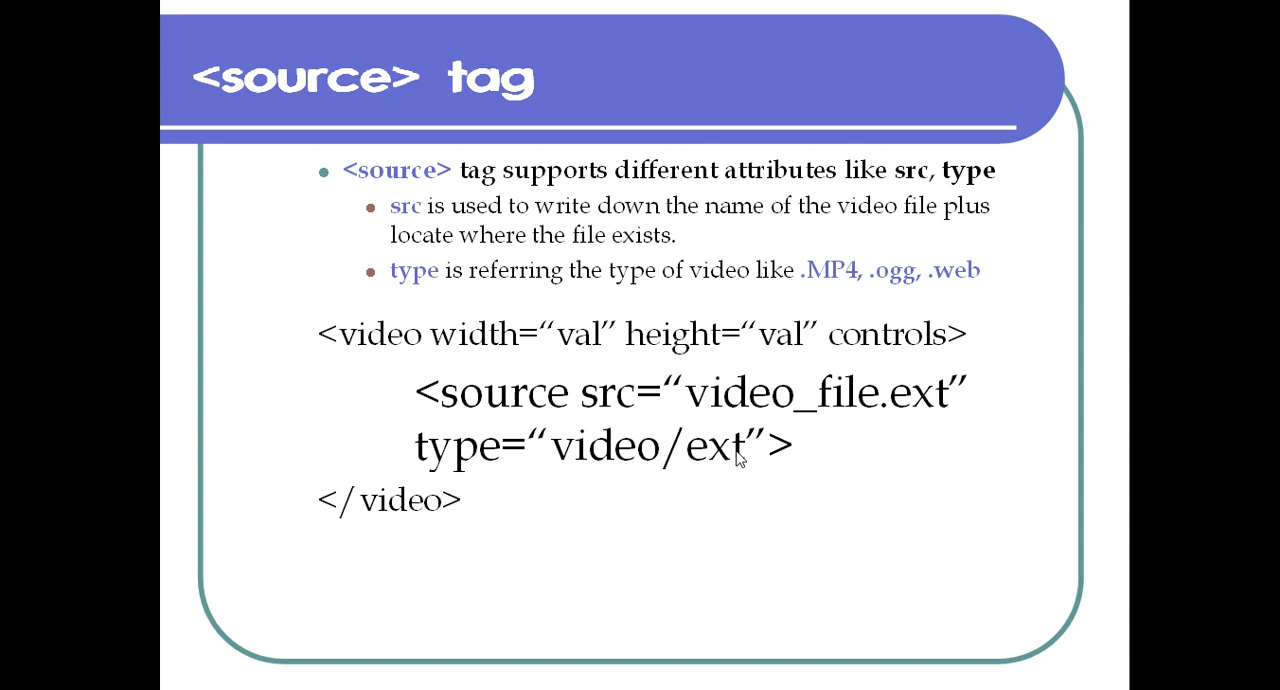 <source> tag
<source> tag supports different attributes like src, type
src is used to write down the name of the video file plus
locate where the file exists.
type is referring the type of video like .MP4, .ogg, .web
<video width=“val” height=“val” controls>
<source src=“video_file.ext”
type=“video/ext”>
</video>